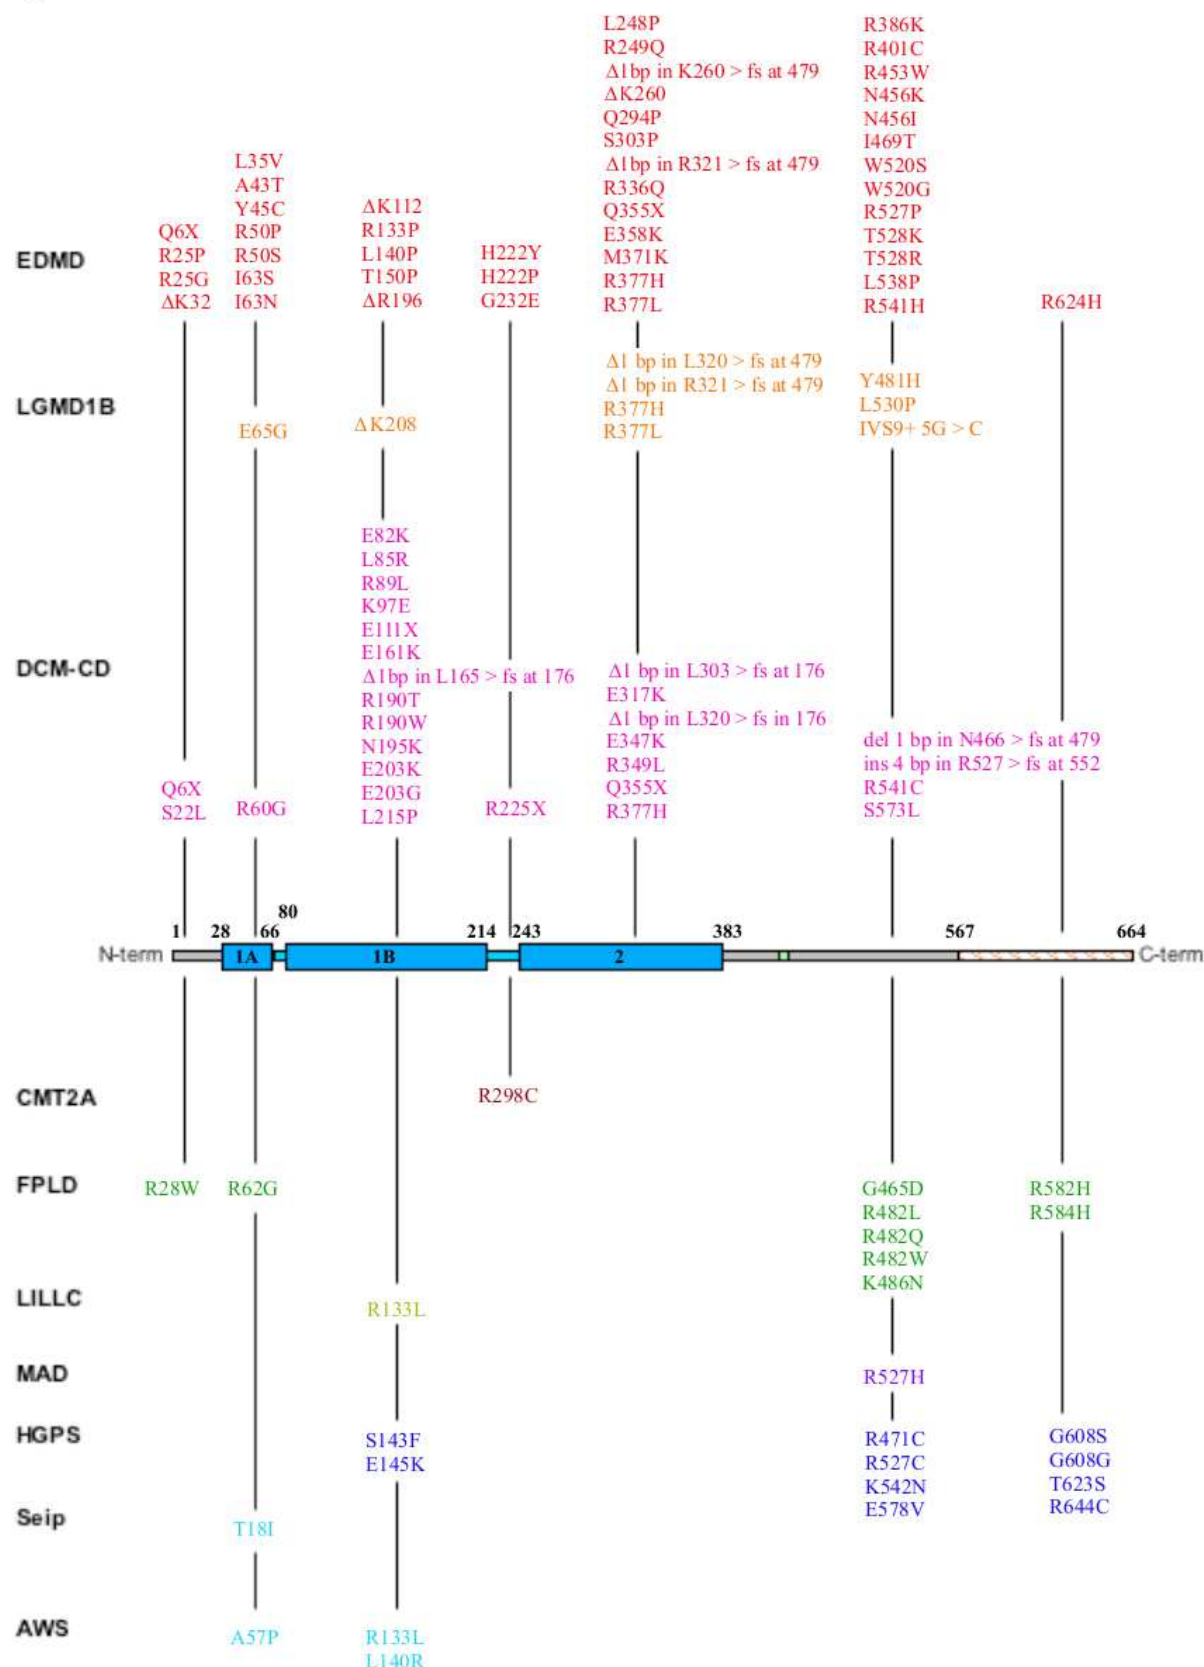 L248P
R249Q
Δ1bp in K260 > fs at 479
ΔK260
Q294P
S303P
Δ1bp in R321 > fs at 479
R336Q
Q355X
E358K
M371K
R377H
R377L
R386K
R401C
R453W
N456K
N456I
I469T
W520S
W520G
R527P
T528K
T528R
L538P
R541H
L35V
A43T
Y45C
R50P
R50S
I63S
I63N
ΔK112
R133P
L140P
T150P
ΔR196
EDMD
Q6X
R25P
R25G
ΔK32
H222Y
H222P
G232E
R624H
LGMD1B
E65G
ΔK208
Δ1 bp in L320 > fs at 479
Δ1 bp in R321 > fs at 479
R377H
R377L
Y481H
L530P
IVS9+ 5G > C
DCM-CD
Q6X
S22L
R60G
E82K
L85R
R89L
K97E
E111X
E161K
Δ1bp in L165 > fs at 176
R190T
R190W
N195K
E203K
E203G
L215P
R225X
Δ1 bp in L303 > fs at 176
E317K
Δ1 bp in L320 > fs in 176
E347K
R349L
Q355X
R377H
del 1 bp in N466 > fs at 479
ins 4 bp in R527 > fs at 552
R541C
S573L
1 28 66 80 214 243 383 567 664
N-term 1A 1B 2 C-term
CMT2A
R298C
FPLD
R28W
R62G
G465D
R482L
R482Q
R482W
K486N
R582H
R584H
LILLC
R133L
MAD
R527H
HGPS
S143F
E145K
R471C
R527C
K542N
E578V
G608S
G608G
T623S
R644C
Seip
T18I
AWS
A57P
R133L
L140R